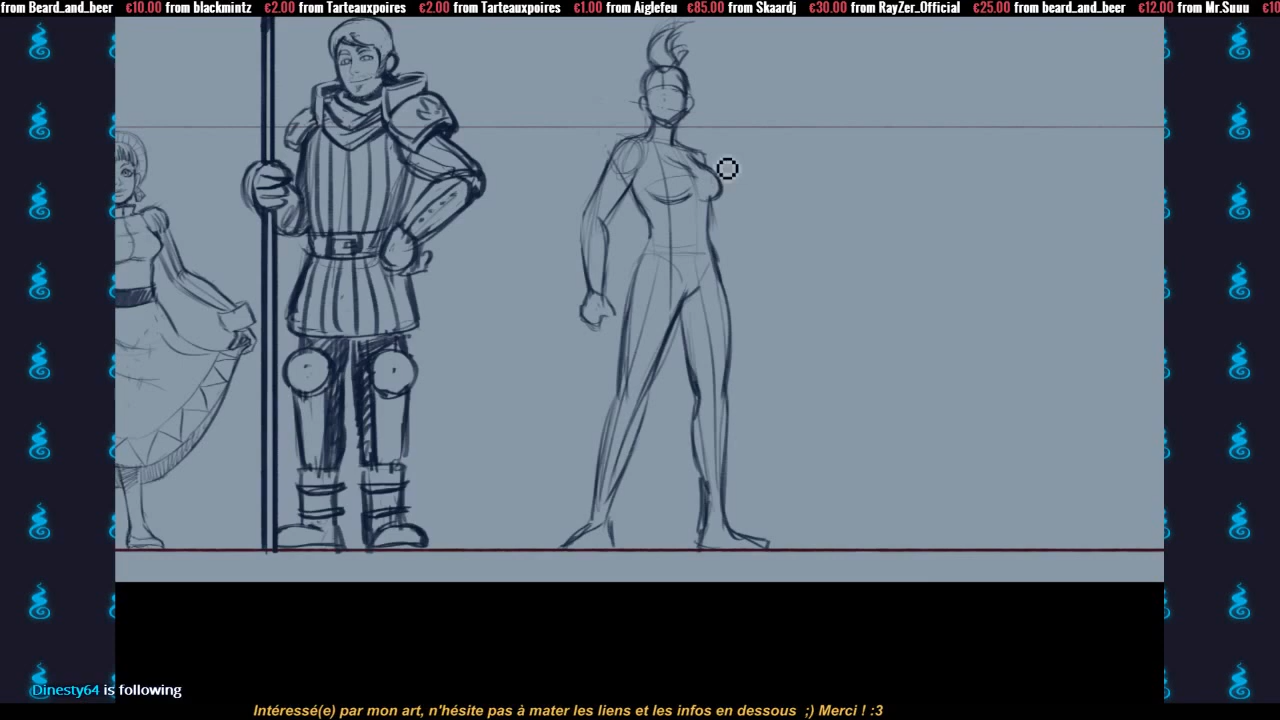 from Beard_and_beer €10.00 from blackmintz €2.00 from Tarteauxpoires €2.00 from Tarteauxpoires €1.00 from Aiglefeu €85.00 from Skaardj €30.00 from RayZer_Official €25.00 from beard_and_beer €12.00 from Mr.Suuu €10
Dinesty64 is following
Intéressé(e) par mon art, n'hésite pas à mater les liens et les infos en dessous ;) Merci ! :3